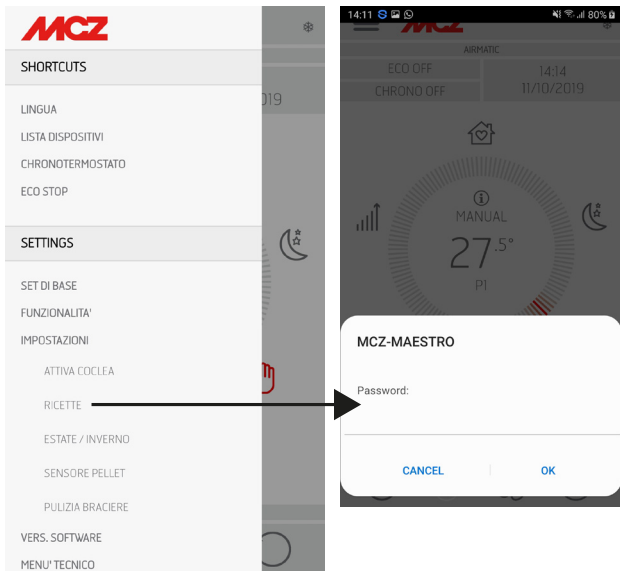 MCZ
SHORTCUTS
LINGUA
LISTA DISPOSITIVI
CHRONOTERMOSTATO
ECO STOP
SETTINGS
SET DI BASE
FUNZIONALITA'
IMPOSTAZIONI
ATTIVA COCLEA
RICETTE
ESTATE / INVERNO
SENSORE PELLET
PULIZIA BRACIERE
VERS. SOFTWARE
MENU' TECNICO
019
14:11 80%
MCZ
AIRMATIC
ECO OFF
CHRONO OFF
14:14
11/10/2019
MANUAL
27.5°
P1
MCZ-MAESTRO
Password:
CANCEL OK